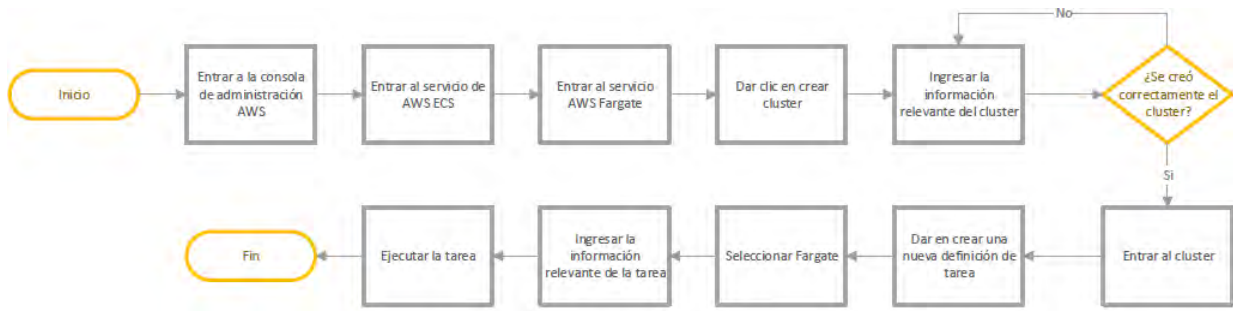 No
Inicio
Entrar a la consola
de administración
AWS
Entrar al servicio de
AWS ECS
Entrar al servicio
AWS Fargate
Dar clic en crear
cluster
Ingresar la
información
relevante del cluster
¿Se creó
correctamente el
cluster?
Si
Entrar al cluster
Dar en crear una
nueva definición de
tarea
Seleccionar Fargate
Ingresar la
información
relevante de la tarea
Ejecutar la tarea
Fin